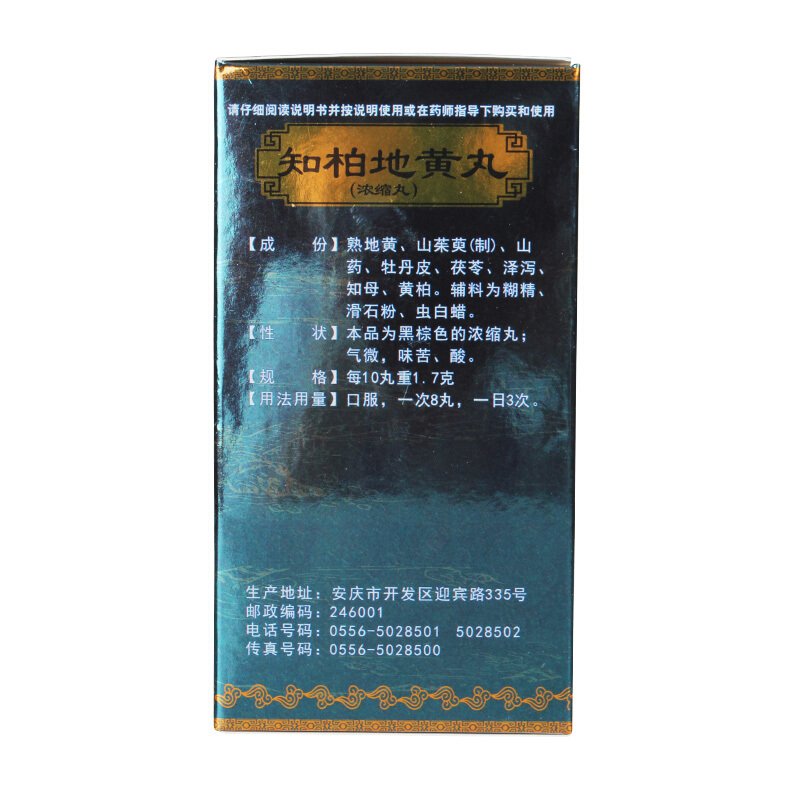 请仔细阅读说明书并按说明使用或在药师指导下购买和使用
知柏地黄丸
(浓缩丸)
【成 份】熟地黄、山茱萸(制)、山
药、牡丹皮、茯苓、泽泻、
知母、黄柏。辅料为糊精、
滑石粉、虫白蜡。
【性 状】本品为黑棕色的浓缩丸；
气微，味苦、酸。
【规 格】每10丸重1.7克
【用法用量】口服，一次8丸，一日3次。
生产地址：安庆市开发区迎宾路335号
邮政编码：246001
电话号码：0556-5028501 5028502
传真号码：0556-5028500